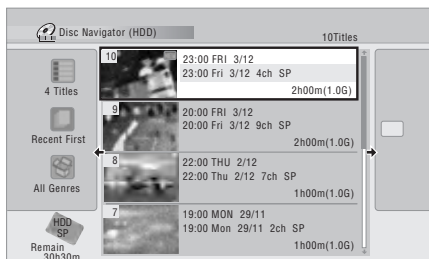 Disc Navigator (HDD)
10Titles
4 Titles
Recent First
All Genres
HDD
SP
Remain
30h30m
10
23:00 FRI 3/12
23:00 Fri 3/12 4ch SP
2h00m(1.0G)
9
20:00 FRI 3/12
20:00 Fri 3/12 9ch SP
2h00m(1.0G)
8
22:00 THU 2/12
22:00 Thu 2/12 7ch SP
1h00m(1.0G)
7
19:00 MON 29/11
19:00 Mon 29/11 2ch SP
1h00m(1.0G)